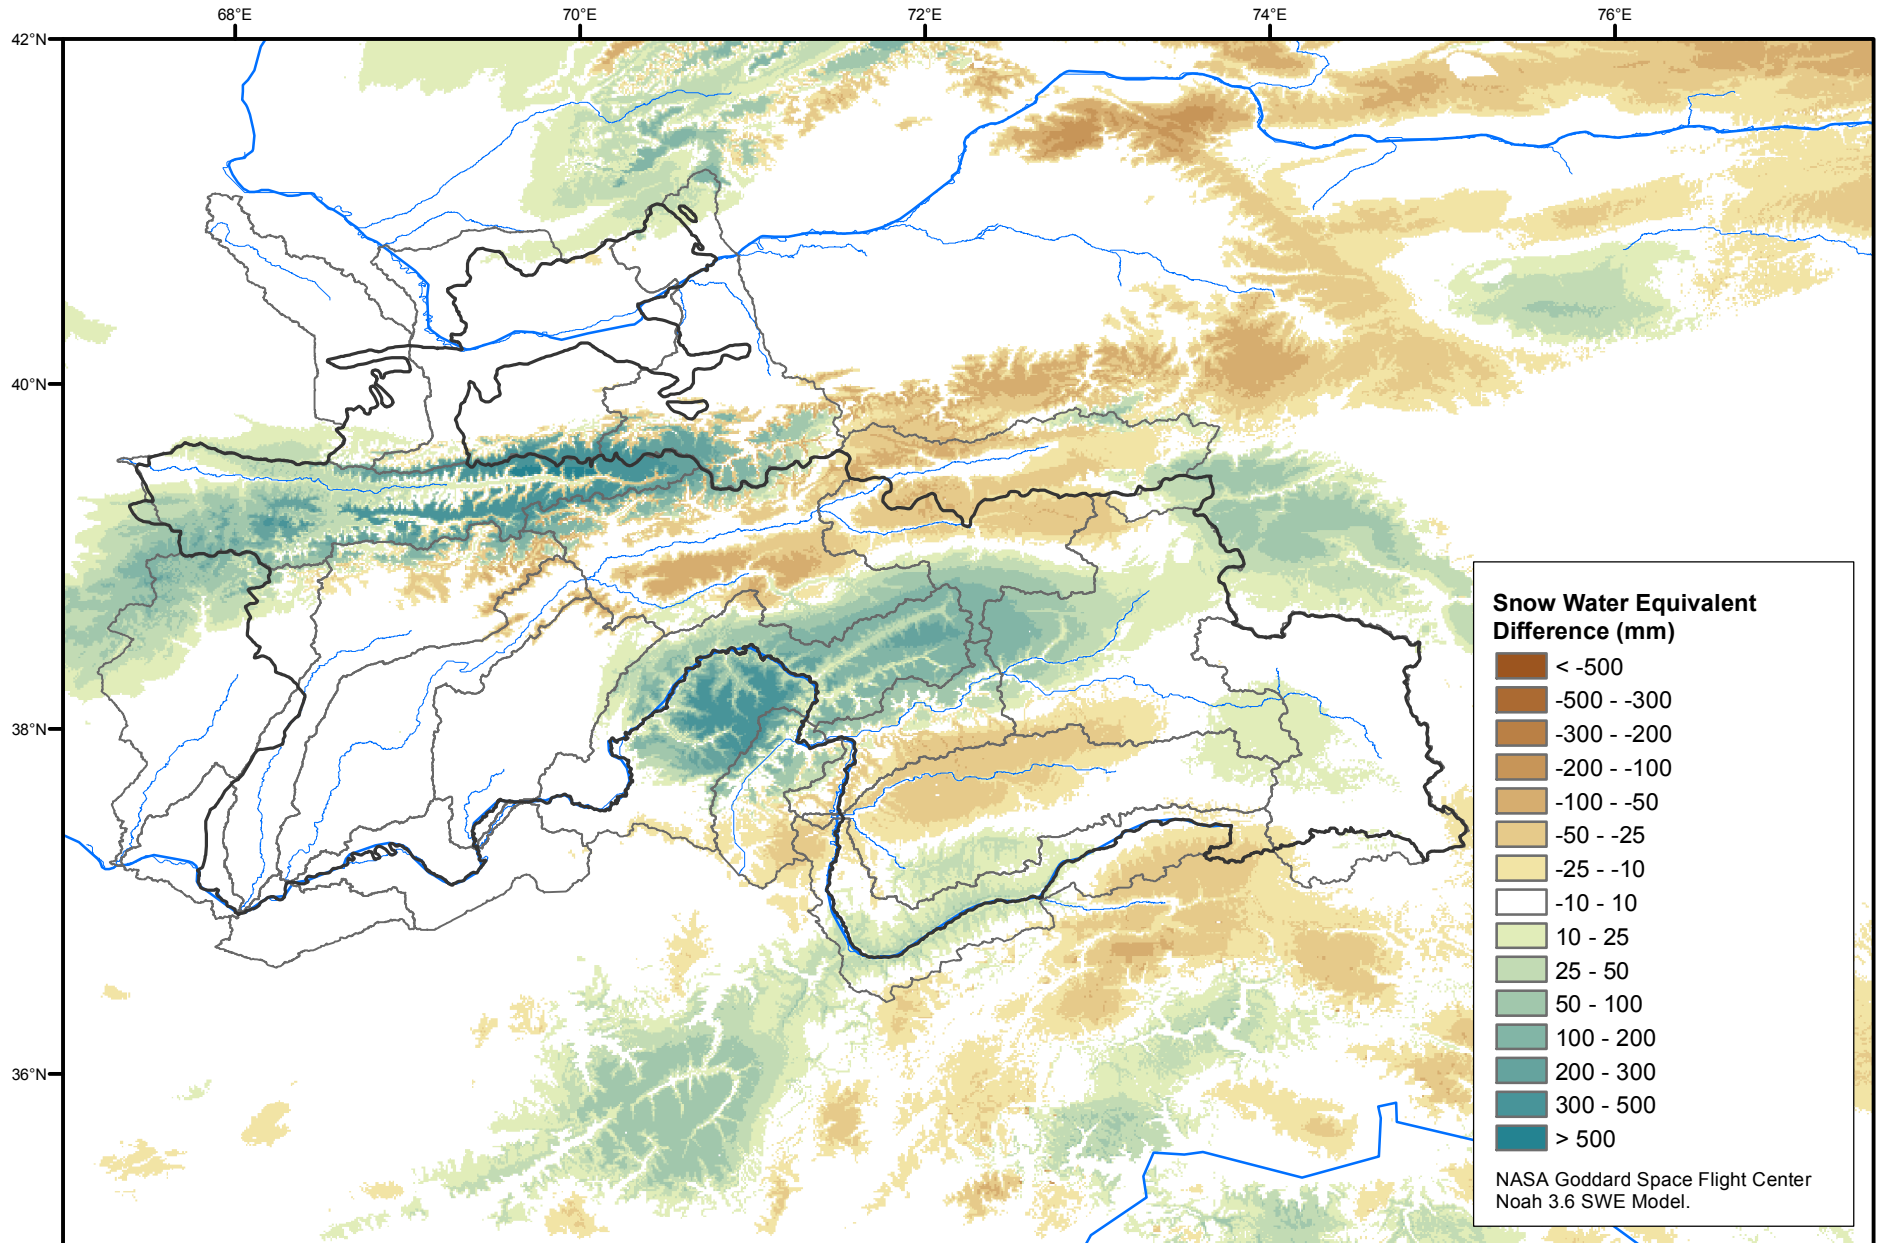 68°E 70°E 72°E 74°E 76°E
42°N
40°N
38°N
36°N
Snow Water Equivalent
Difference (mm)
< -500
-500 - -300
-300 - -200
-200 - -100
-100 - -50
-50 - -25
-25 - -10
-10 - 10
10 - 25
25 - 50
50 - 100
100 - 200
200 - 300
300 - 500
> 500
NASA Goddard Space Flight Center
Noah 3.6 SWE Model.